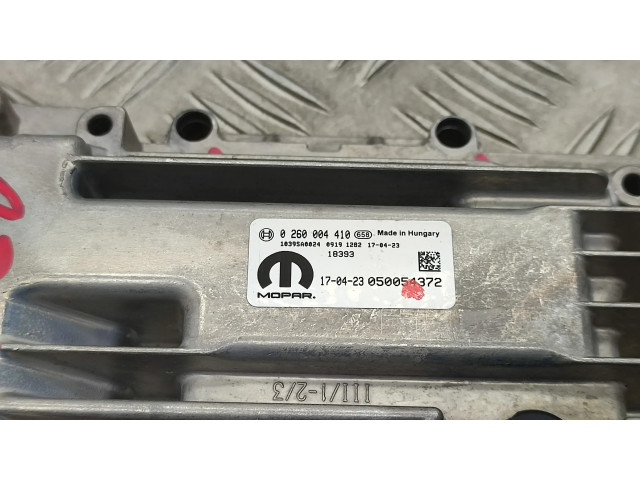 0 260 004 410 658 Made in Hungary
1039SA0024 0919 1282 17-04-23
18393
MOPAR. 17-04-23 050054372
III/1-2/3